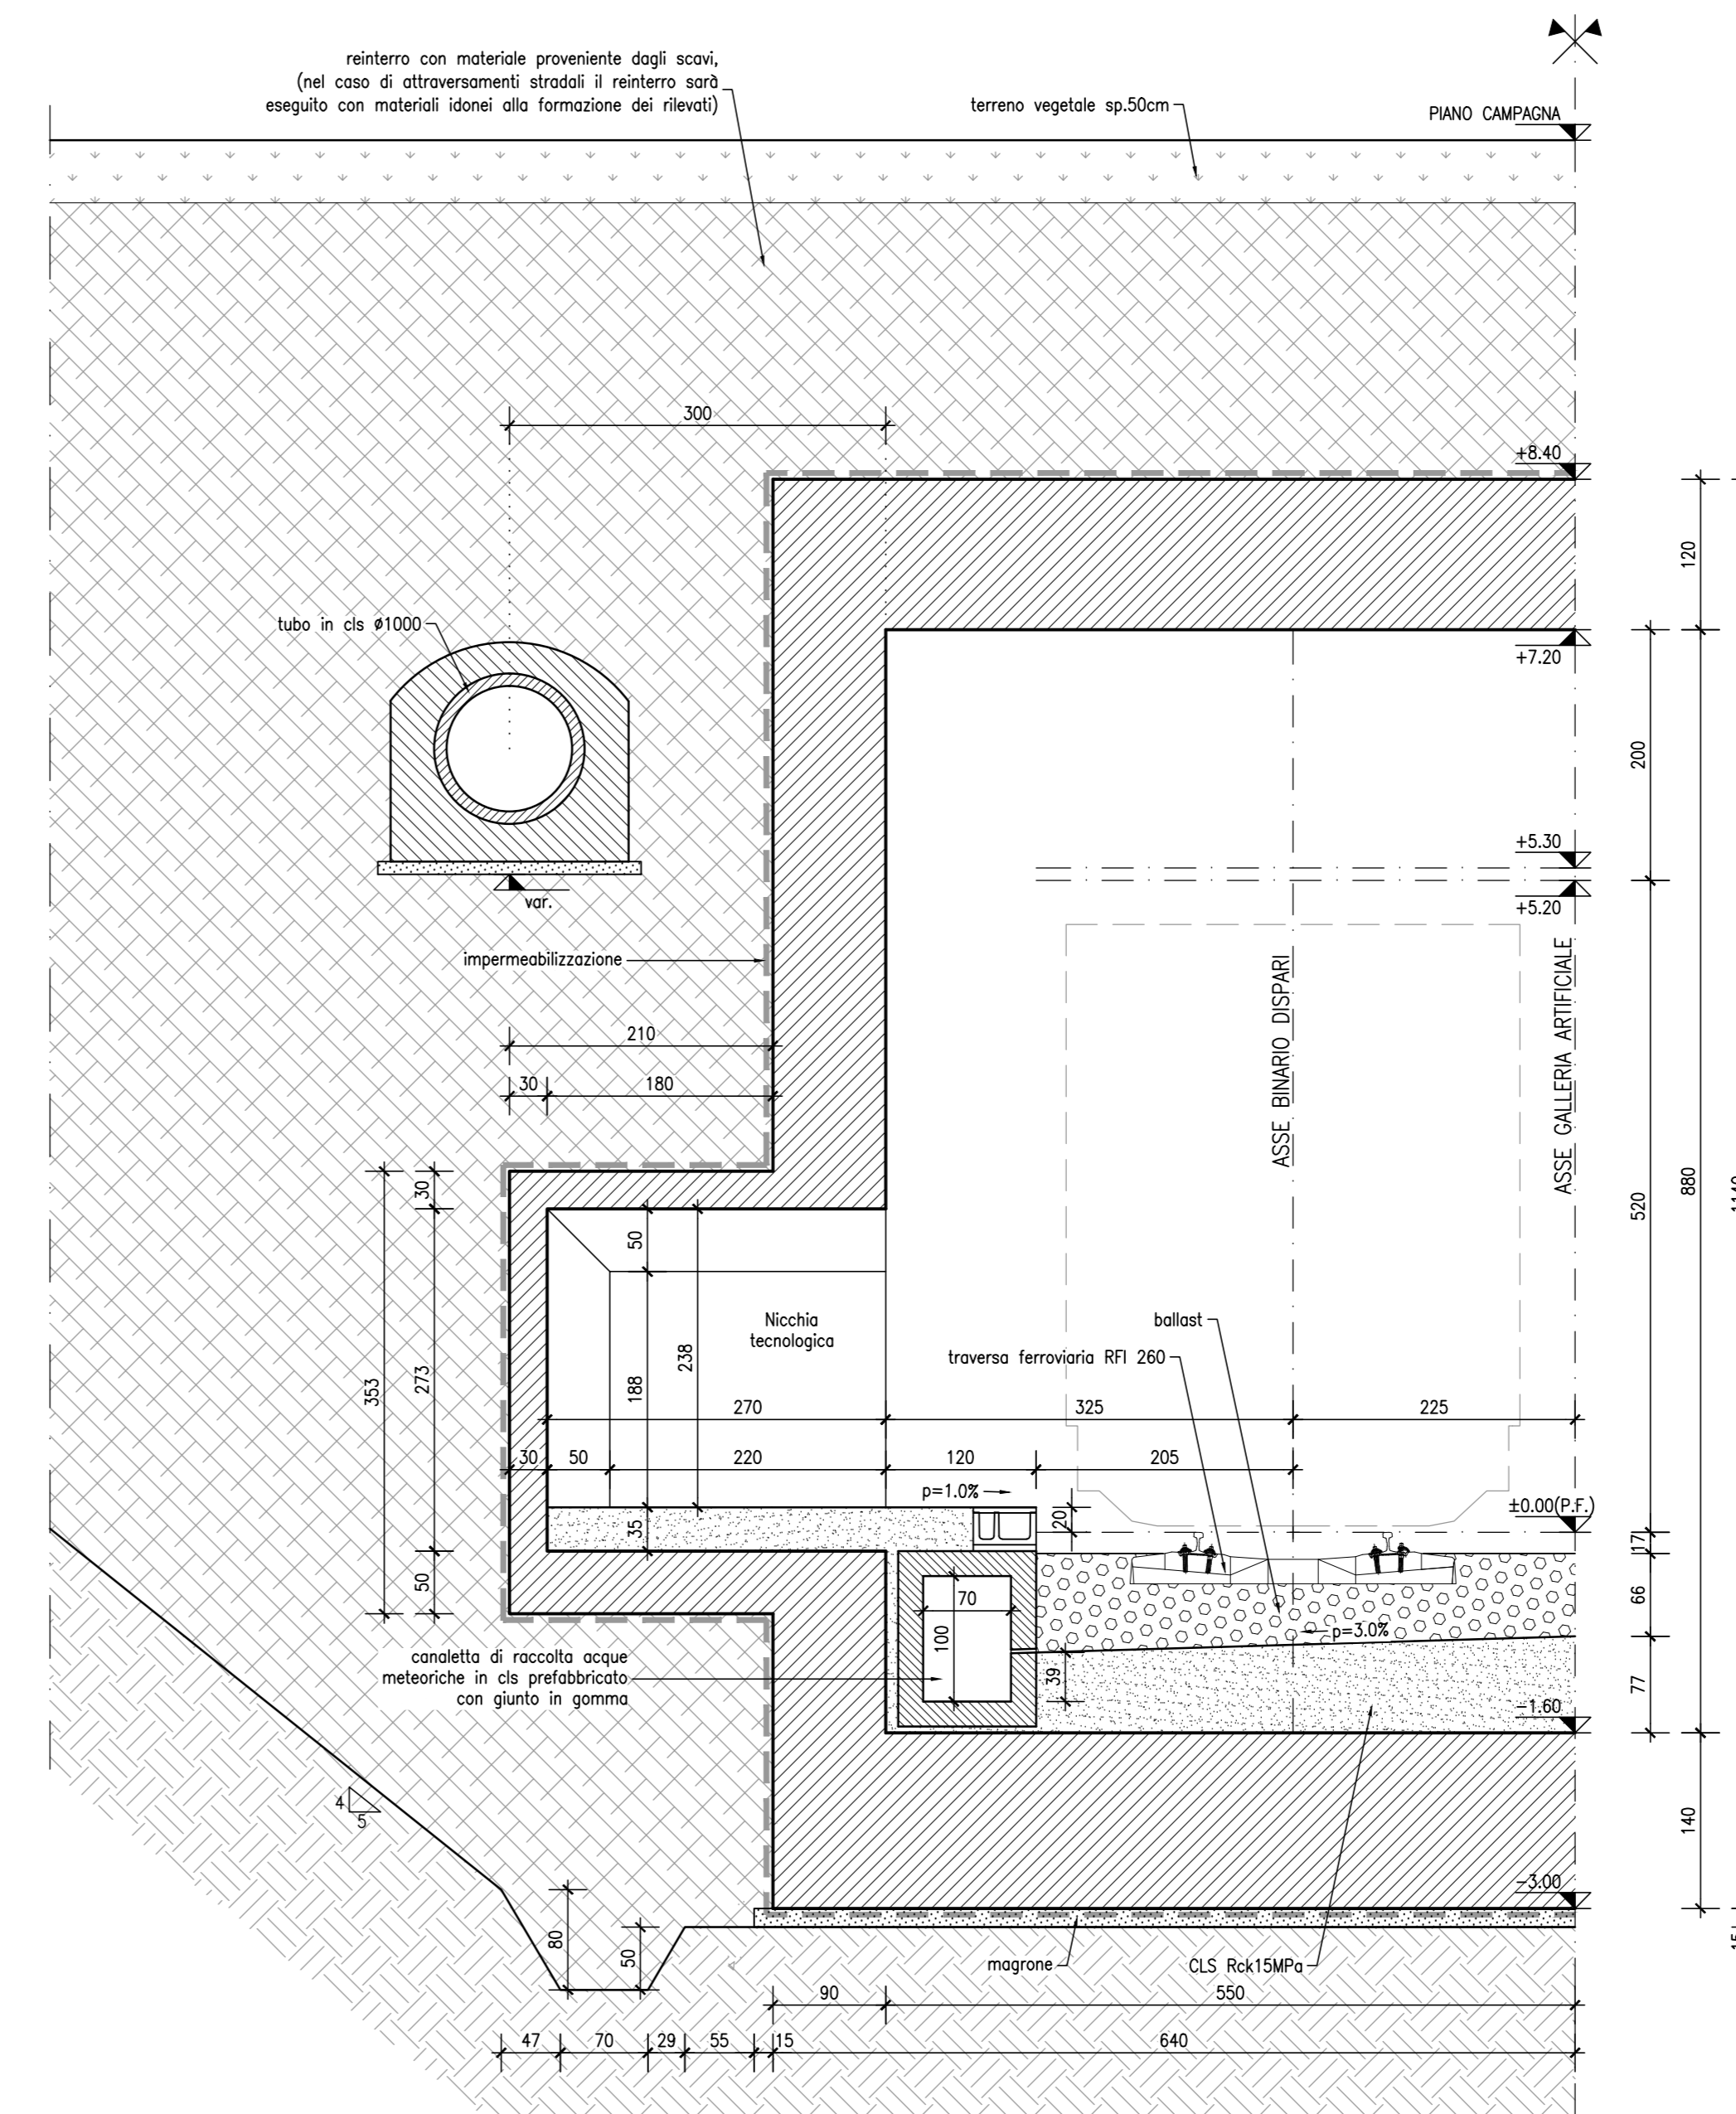 reinterro con materiale proveniente dagli scavi,
(nel caso di attraversamenti stradali il reinterro sarà
eseguito con materiali idonei alla formazione dei rilevati)
terreno vegetale sp.50cm
PIANO CAMPAGNA
300
+8.40
120
tubo in cls ø1000
+7.20
200
+5.30
+5.20
var.
impermeabilizzazione
ASSE BINARIO DISPARI
ASSE GALLERIA ARTIFICIALE
210
30
180
520
880
1140
30
50
Nicchia
tecnologica
ballast
traversa ferroviaria RFI 260
353
273
188
238
270
325
225
30
50
220
120
205
p=1.0%
20
±0.00(P.F.)
35
17
50
70
100
66
p=3.0%
canaletta di raccolta acque
meteoriche in cls prefabbricato
con giunto in gomma
39
77
-1.60
4
5
140
-3.00
80
50
magrone
CLS Rck15MPa
15
90
550
47
70
29
55
15
640